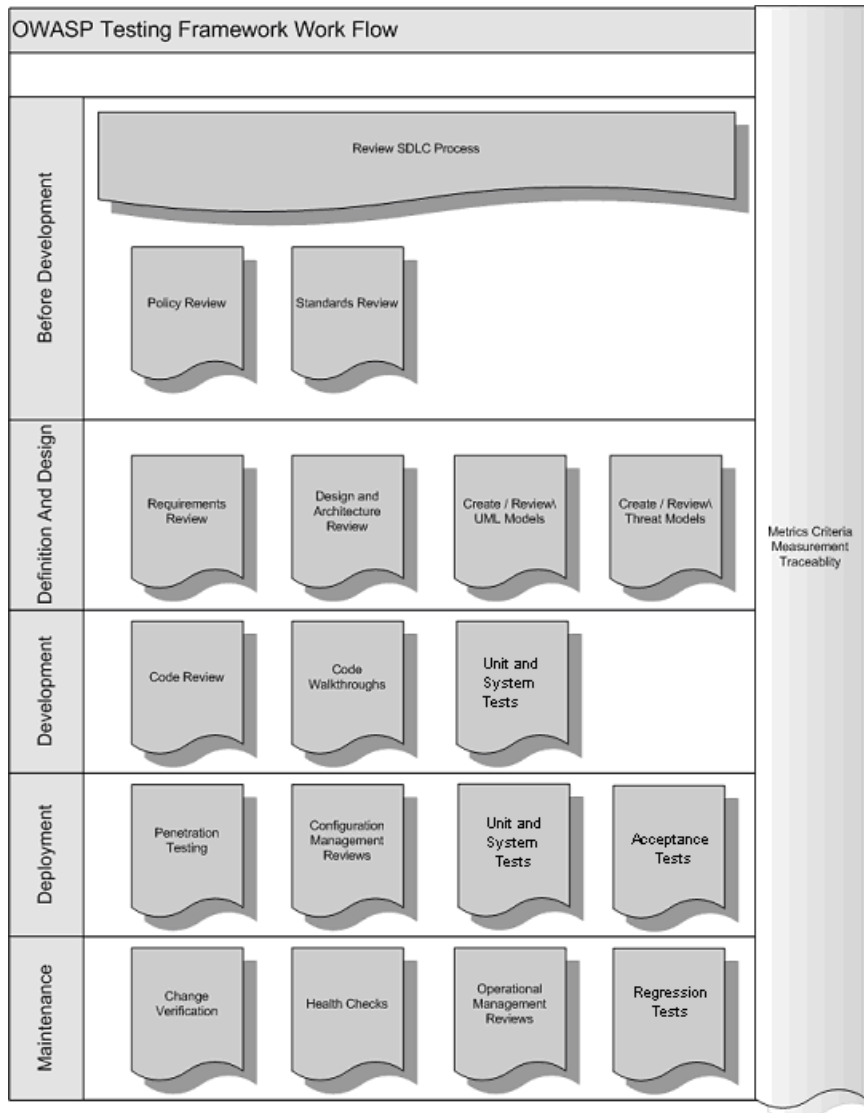 OWASP Testing Framework Work Flow
Before Development
Review SDLC Process
Policy Review
Standards Review
Definition And Design
Requirements
Review
Design and
Architecture
Review
Create / Review\
UML Models
Create / Review\
Threat Models
Metrics Criteria
Measurement
Traceablity
Development
Code Review
Code
Walkthroughs
Unit and
System
Tests
Deployment
Penetration
Testing
Configuration
Management
Reviews
Unit and
System
Tests
Acceptance
Tests
Maintenance
Change
Verification
Health Checks
Operational
Management
Reviews
Regression
Tests